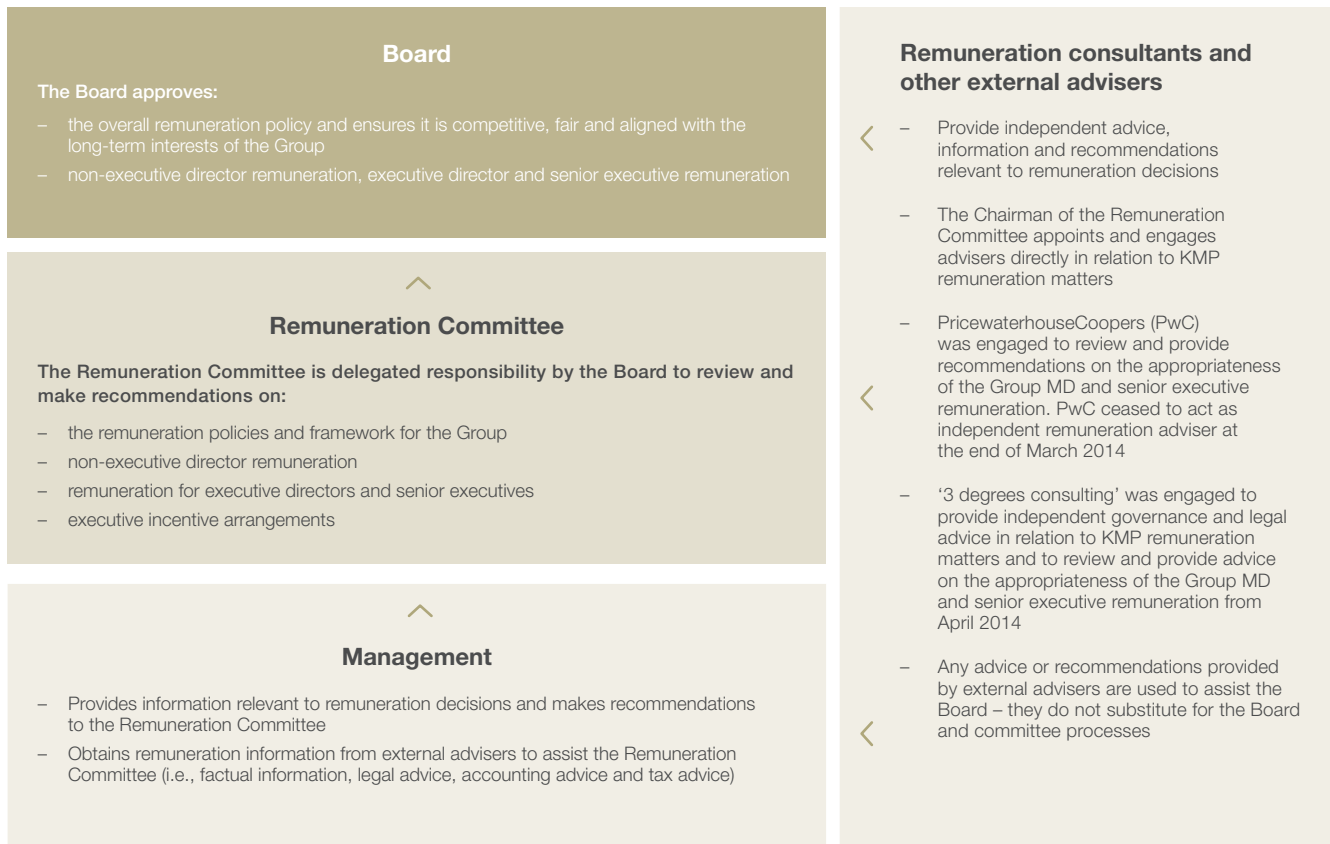 Board
The Board approves:
– the overall remuneration policy and ensures it is competitive, fair and aligned with the
long-term interests of the Group
– non-executive director remuneration, executive director and senior executive remuneration
Remuneration Committee
The Remuneration Committee is delegated responsibility by the Board to review and
make recommendations on:
– the remuneration policies and framework for the Group
– non-executive director remuneration
– remuneration for executive directors and senior executives
– executive incentive arrangements
Management
– Provides information relevant to remuneration decisions and makes recommendations
to the Remuneration Committee
– Obtains remuneration information from external advisers to assist the Remuneration
Committee (i.e., factual information, legal advice, accounting advice and tax advice)
Remuneration consultants and
other external advisers
– Provide independent advice,
information and recommendations
relevant to remuneration decisions
– The Chairman of the Remuneration
Committee appoints and engages
advisers directly in relation to KMP
remuneration matters
– PricewaterhouseCoopers (PwC)
was engaged to review and provide
recommendations on the appropriateness
of the Group MD and senior executive
remuneration. PwC ceased to act as
independent remuneration adviser at
the end of March 2014
– ‘3 degrees consulting’ was engaged to
provide independent governance and legal
advice in relation to KMP remuneration
matters and to review and provide advice
on the appropriateness of the Group MD
and senior executive remuneration from
April 2014
– Any advice or recommendations provided
by external advisers are used to assist the
Board – they do not substitute for the Board
and committee processes